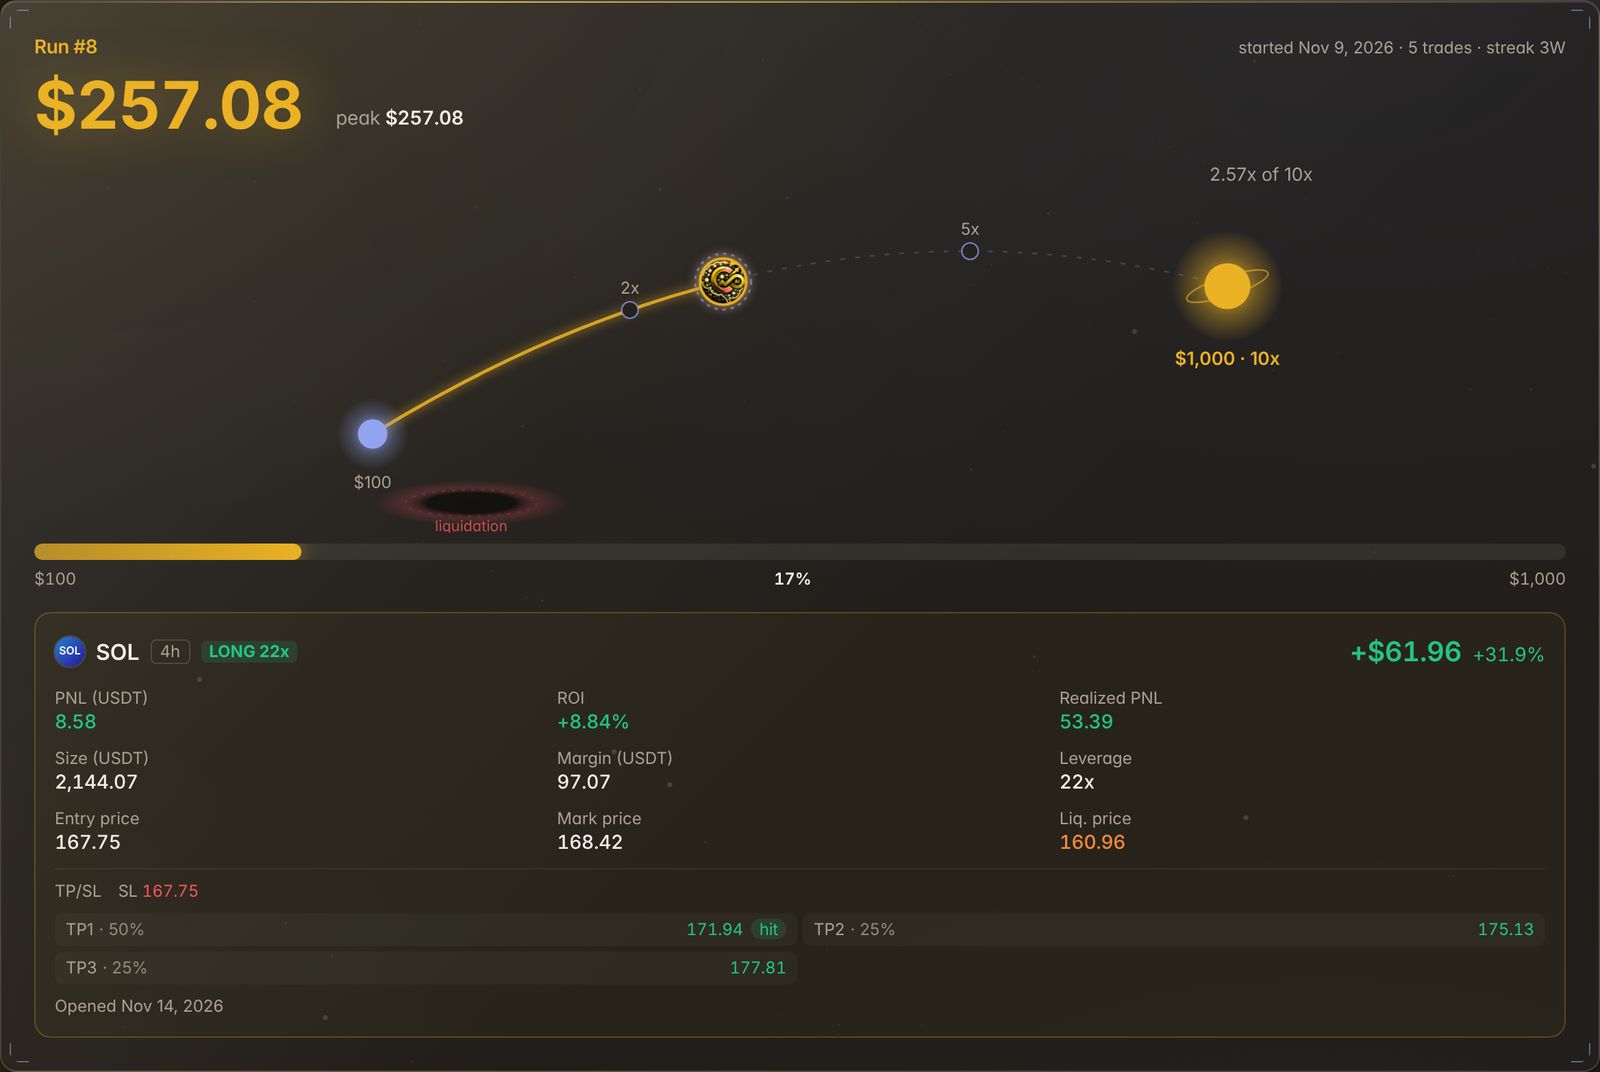 Run #8
started Nov 9, 2026 · 5 trades · streak 3W
$257.08
peak $257.08
2.57x of 10x
5x
2x
$1,000 · 10x
$100
liquidation
$100
17%
$1,000
SOL SOL 4h LONG 22x
+$61.96 +31.9%
PNL (USDT) ROI Realized PNL
8.58 +8.84% 53.39
Size (USDT) Margin (USDT) Leverage
2,144.07 97.07 22x
Entry price Mark price Liq. price
167.75 168.42 160.96
TP/SL SL 167.75
TP1 · 50% 171.94 hit TP2 · 25% 175.13
TP3 · 25% 177.81
Opened Nov 14, 2026